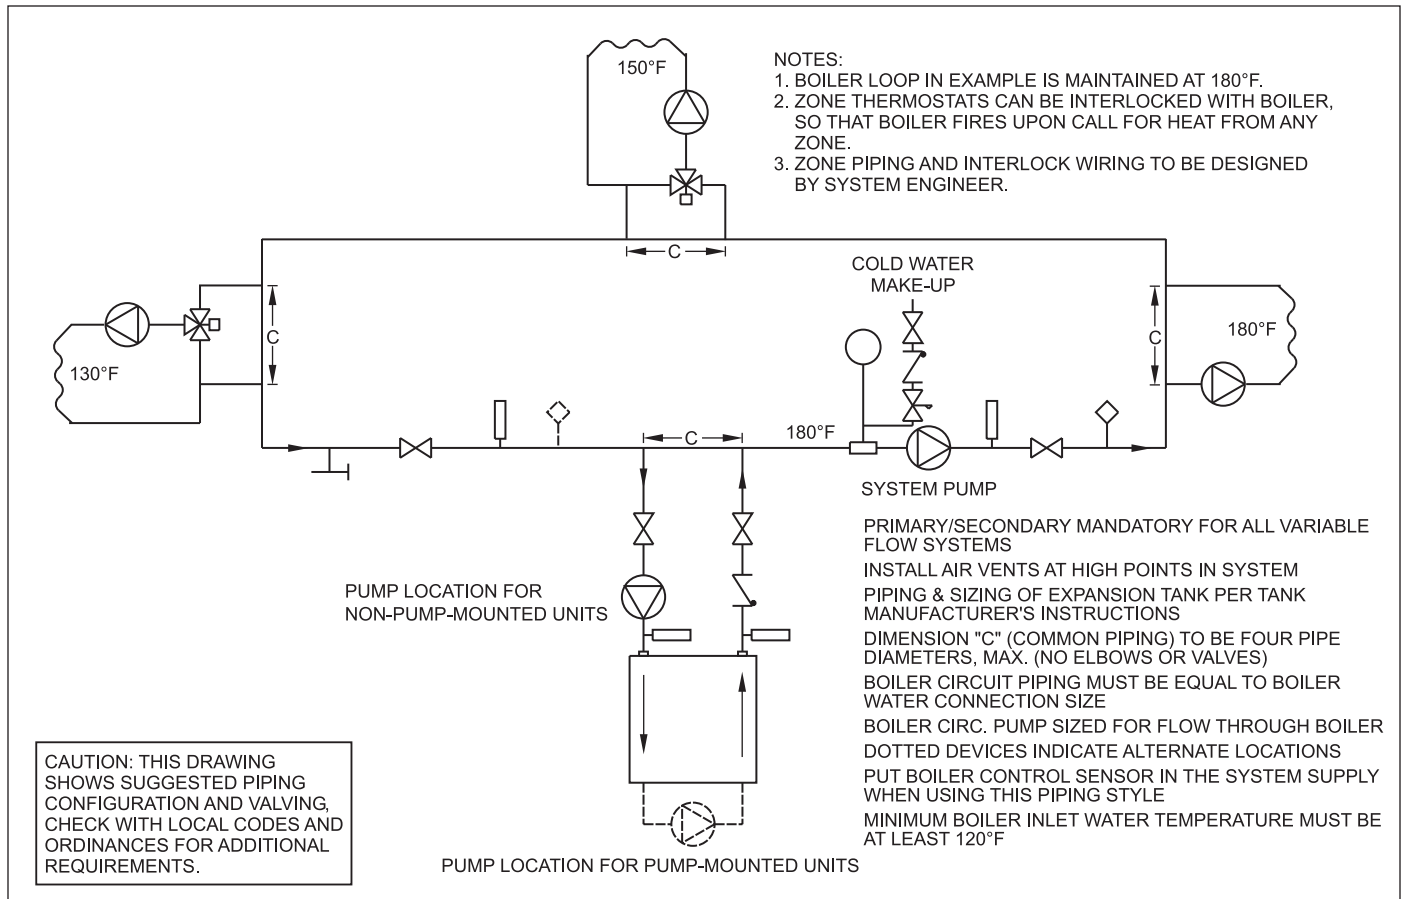 150°F
NOTES:
1. BOILER LOOP IN EXAMPLE IS MAINTAINED AT 180°F.
2. ZONE THERMOSTATS CAN BE INTERLOCKED WITH BOILER,
SO THAT BOILER FIRES UPON CALL FOR HEAT FROM ANY
ZONE.
3. ZONE PIPING AND INTERLOCK WIRING TO BE DESIGNED
BY SYSTEM ENGINEER.
C
COLD WATER
MAKE-UP
C
130°F
C
180°F
C
180°F
SYSTEM PUMP
PUMP LOCATION FOR
NON-PUMP-MOUNTED UNITS
PRIMARY/SECONDARY MANDATORY FOR ALL VARIABLE
FLOW SYSTEMS
INSTALL AIR VENTS AT HIGH POINTS IN SYSTEM
PIPING & SIZING OF EXPANSION TANK PER TANK
MANUFACTURER'S INSTRUCTIONS
DIMENSION "C" (COMMON PIPING) TO BE FOUR PIPE
DIAMETERS, MAX. (NO ELBOWS OR VALVES)
BOILER CIRCUIT PIPING MUST BE EQUAL TO BOILER
WATER CONNECTION SIZE
BOILER CIRC. PUMP SIZED FOR FLOW THROUGH BOILER
DOTTED DEVICES INDICATE ALTERNATE LOCATIONS
PUT BOILER CONTROL SENSOR IN THE SYSTEM SUPPLY
WHEN USING THIS PIPING STYLE
MINIMUM BOILER INLET WATER TEMPERATURE MUST BE
AT LEAST 120°F
CAUTION: THIS DRAWING
SHOWS SUGGESTED PIPING
CONFIGURATION AND VALVING,
CHECK WITH LOCAL CODES AND
ORDINANCES FOR ADDITIONAL
REQUIREMENTS.
PUMP LOCATION FOR PUMP-MOUNTED UNITS